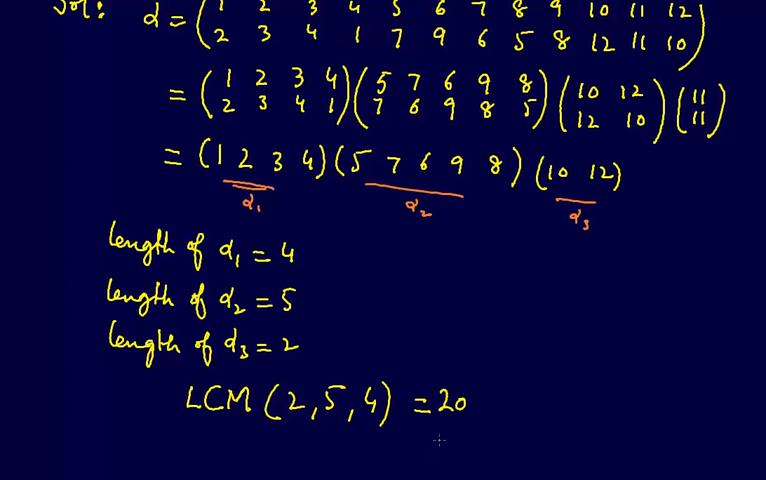 Sol: α = ( 1 2 3 4 5 6 7 8 9 10 11 12
2 3 4 1 7 9 6 5 8 12 11 10 )
= ( 1 2 3 4 ) ( 5 7 6 9 8 ) ( 10 12 ) ( 11 )
( 2 3 4 1 ) ( 7 6 9 8 5 ) ( 12 10 ) ( 11 )
= (1 2 3 4) (5 7 6 9 8) (10 12)
α₁ α₂ α₃
length of α₁ = 4
length of α₂ = 5
length of α₃ = 2
LCM (2, 5, 4) = 20